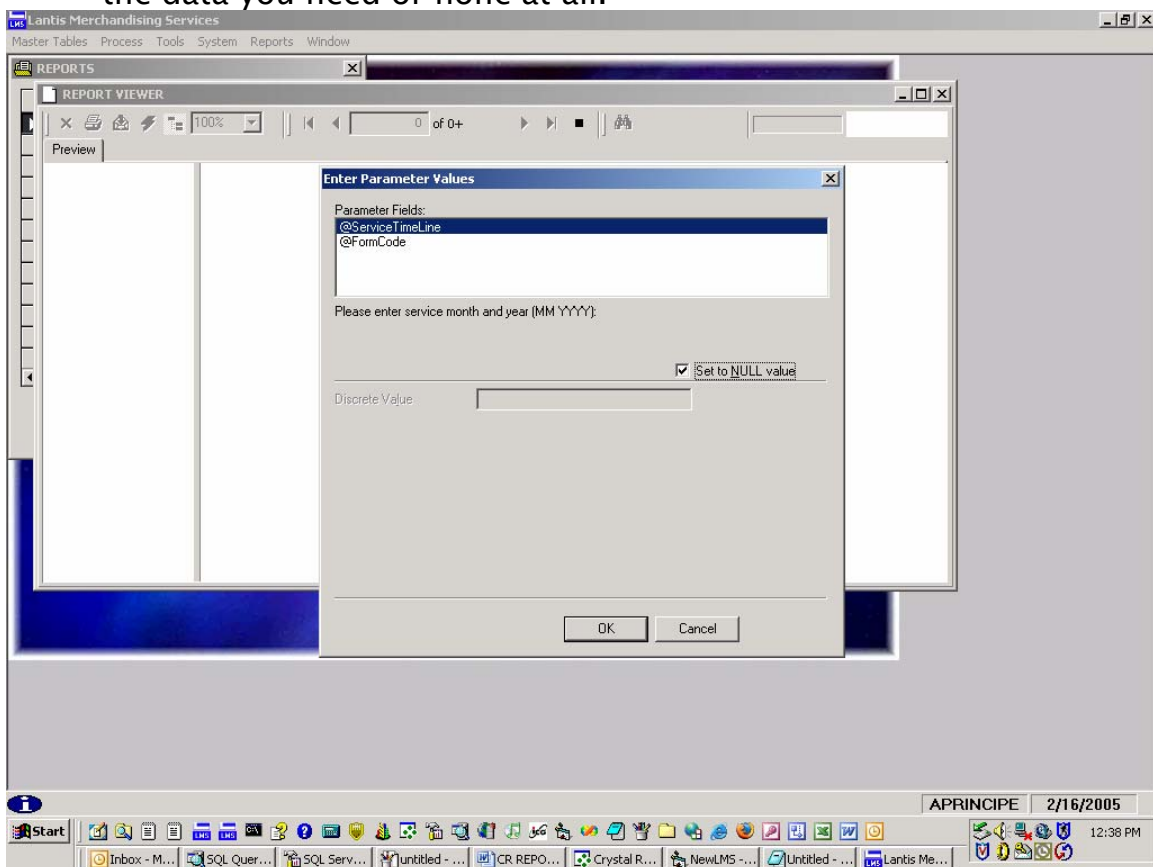 the data you need or none at all.
LMS Lantis Merchandising Services
Master Tables Process Tools System Reports Window
REPORTS
REPORT VIEWER
100% 0 of 0+
Preview
Enter Parameter Values
Parameter Fields:
@ServiceTimeLine
@FormCode
Please enter service month and year (MM YYYY):
Set to NULL value
Discrete Value
OK Cancel
APRINCIPE 2/16/2005
Start 12:38 PM
Inbox - M... SQL Quer... SQL Serv... untitled - ... CR REPO... Crystal R... NewLMS -... Untitled - ... Lantis Me...